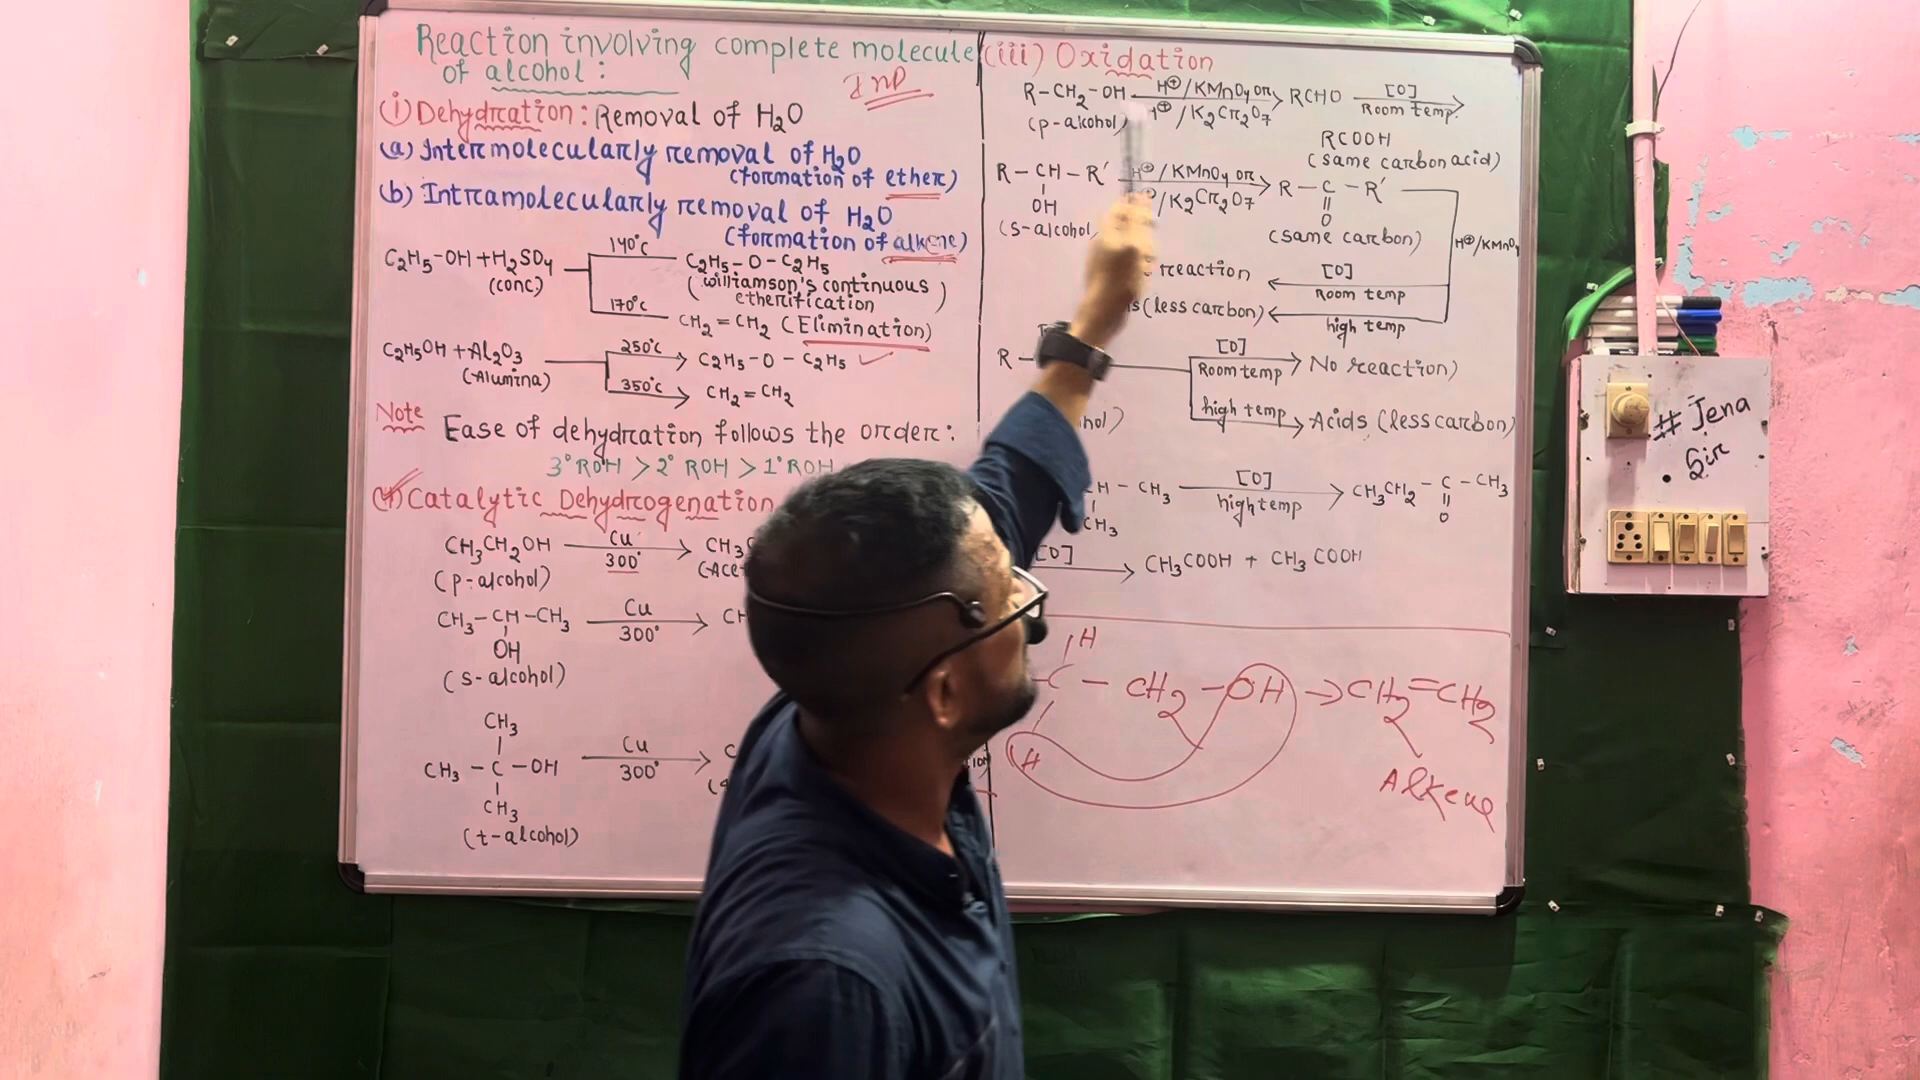 Reaction involving complete molecule
of alcohol :
Imp
(i) Dehydration : Removal of H₂O
(a) Intermolecularly removal of H₂O
(formation of ether)
(b) Intramolecularly removal of H₂O
(formation of alkene)
C₂H₅-OH + H₂SO₄
(conc)
140°c
C₂H₅-O-C₂H₅
(Williamson's continuous
etherification)
170°c
CH₂=CH₂ (Elimination)
C₂H₅OH + Al₂O₃
(Alumina)
250°c
C₂H₅-O-C₂H₅ ✓
350°c
CH₂=CH₂
Note
Ease of dehydration follows the order :
3° ROH > 2° ROH > 1° ROH
Catalytic Dehydrogenation
CH₃CH₂OH
Cu
300°
CH₃
(p-alcohol)
CH₃-CH-CH₃
OH
Cu
300°
(s-alcohol)
CH₃
CH₃-C-OH
CH₃
Cu
300°
(t-alcohol)
(iii) Oxidation
R-CH₂-OH
H⊕/KMnO₄ or
H⊕/K₂Cr₂O₇
RCHO
[O]
Room temp.
(p-alcohol)
RCOOH
(same carbon acid)
R-CH-R′
OH
H⊕/KMnO₄ or
/K₂Cr₂O₇
R-C-R′
O
(s-alcohol
(same carbon)
H⊕/KMnO₄
reaction
[O]
Room temp
(less carbon)
high temp
R-
[O]
Room temp
No reaction)
high temp
Acids (less carbon)
H-CH₃
CH₃
[O]
high temp
CH₃CH₂-C-CH₃
O
[O]
CH₃COOH + CH₃COOH
H
-C-CH₂-OH → CH₂=CH₂
H
Alkene
# Jena
Sir